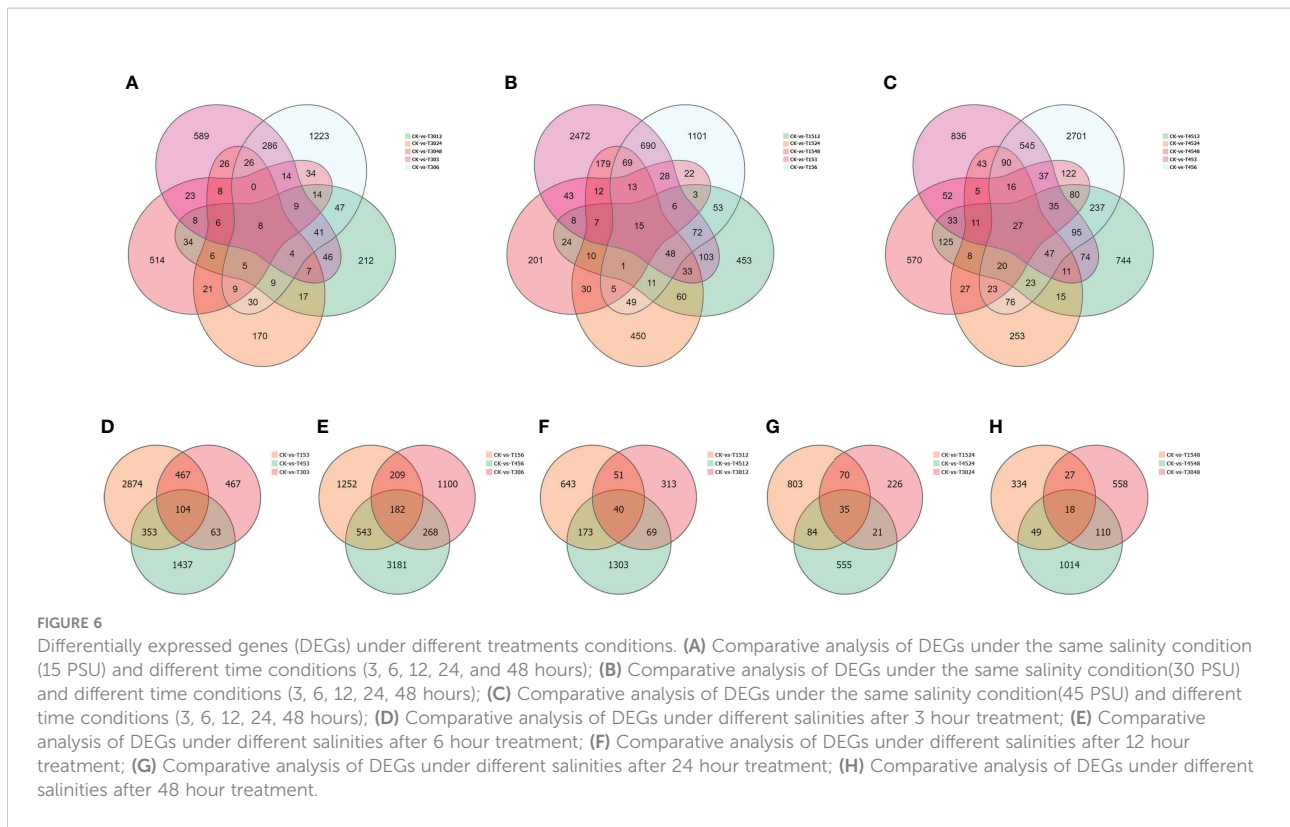 A
B
C
589
1223
286
26
26
14
34
8
0
9
14
47
23
8
6
8
41
34
4
46
212
514
6
5
7
21
9
9
17
30
170
CK-vs-T3012
CK-vs-T3024
CK-vs-T3048
CK-vs-T303
CK-vs-T306
2472
1101
690
179
69
28
22
12
13
6
3
53
43
8
7
15
72
24
48
103
453
201
10
1
33
30
5
11
60
49
450
CK-vs-T1512
CK-vs-T1524
CK-vs-T1548
CK-vs-T153
CK-vs-T156
836
2701
545
43
90
37
122
5
16
35
80
237
52
33
11
27
95
125
47
74
744
570
8
20
11
27
23
23
15
76
253
CK-vs-T4512
CK-vs-T4524
CK-vs-T4548
CK-vs-T453
CK-vs-T456
D
E
F
G
H
2874
467
467
104
353
63
1437
CK-vs-T153
CK-vs-T453
CK-vs-T303
1252
209
1100
182
543
268
3181
CK-vs-T156
CK-vs-T456
CK-vs-T306
643
51
313
40
173
69
1303
CK-vs-T1512
CK-vs-T4512
CK-vs-T3012
803
70
226
35
84
21
555
CK-vs-T1524
CK-vs-T4524
CK-vs-T3024
334
27
558
18
49
110
1014
CK-vs-T1548
CK-vs-T4548
CK-vs-T3048
FIGURE 6
Differentially expressed genes (DEGs) under different treatments conditions. (A) Comparative analysis of DEGs under the same salinity condition
(15 PSU) and different time conditions (3, 6, 12, 24, and 48 hours); (B) Comparative analysis of DEGs under the same salinity condition(30 PSU)
and different time conditions (3, 6, 12, 24, 48 hours); (C) Comparative analysis of DEGs under the same salinity condition(45 PSU) and different
time conditions (3, 6, 12, 24, 48 hours); (D) Comparative analysis of DEGs under different salinities after 3 hour treatment; (E) Comparative
analysis of DEGs under different salinities after 6 hour treatment; (F) Comparative analysis of DEGs under different salinities after 12 hour
treatment; (G) Comparative analysis of DEGs under different salinities after 24 hour treatment; (H) Comparative analysis of DEGs under different
salinities after 48 hour treatment.